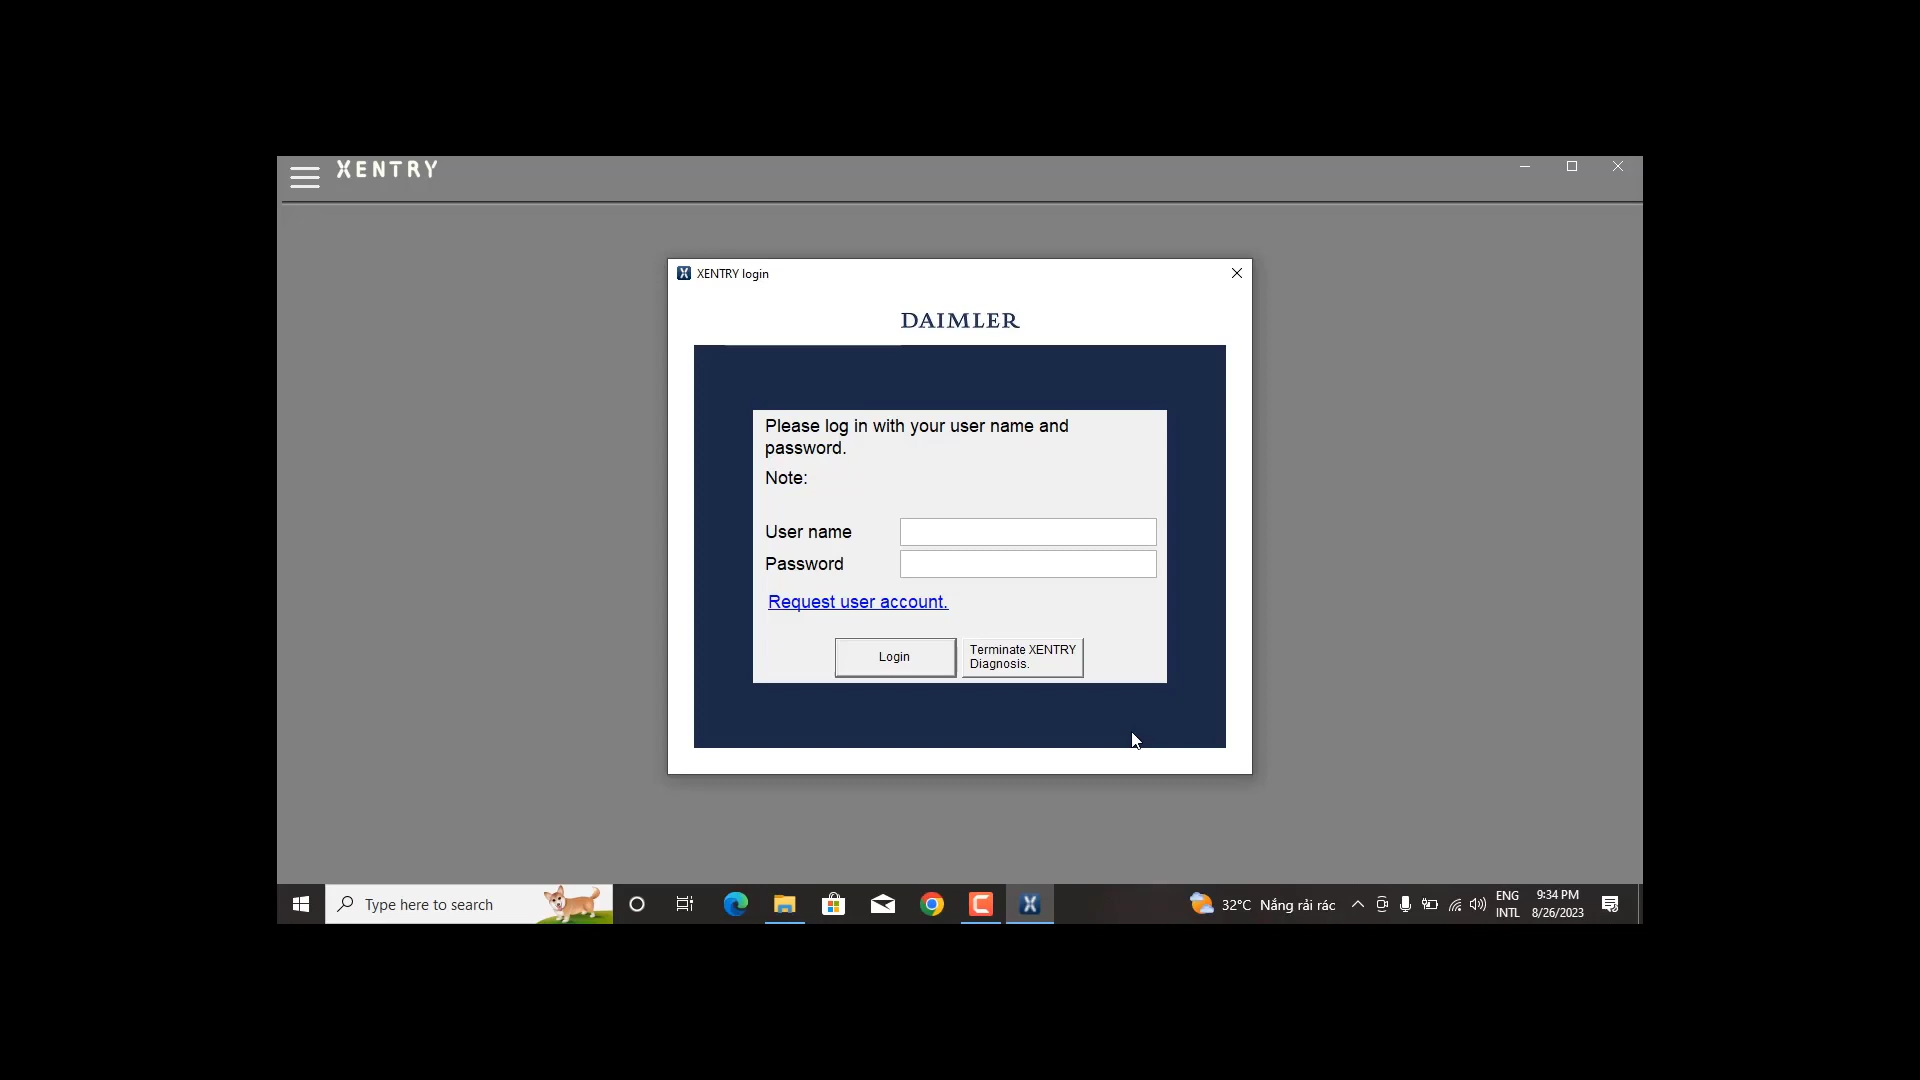 XENTRY
XENTRY login
DAIMLER
Please log in with your user name and
password.
Note:
User name
Password
Request user account.
Login
Terminate XENTRY
Diagnosis.
Type here to search
32°C Nắng rải rác
ENG
INTL
9:34 PM
8/26/2023